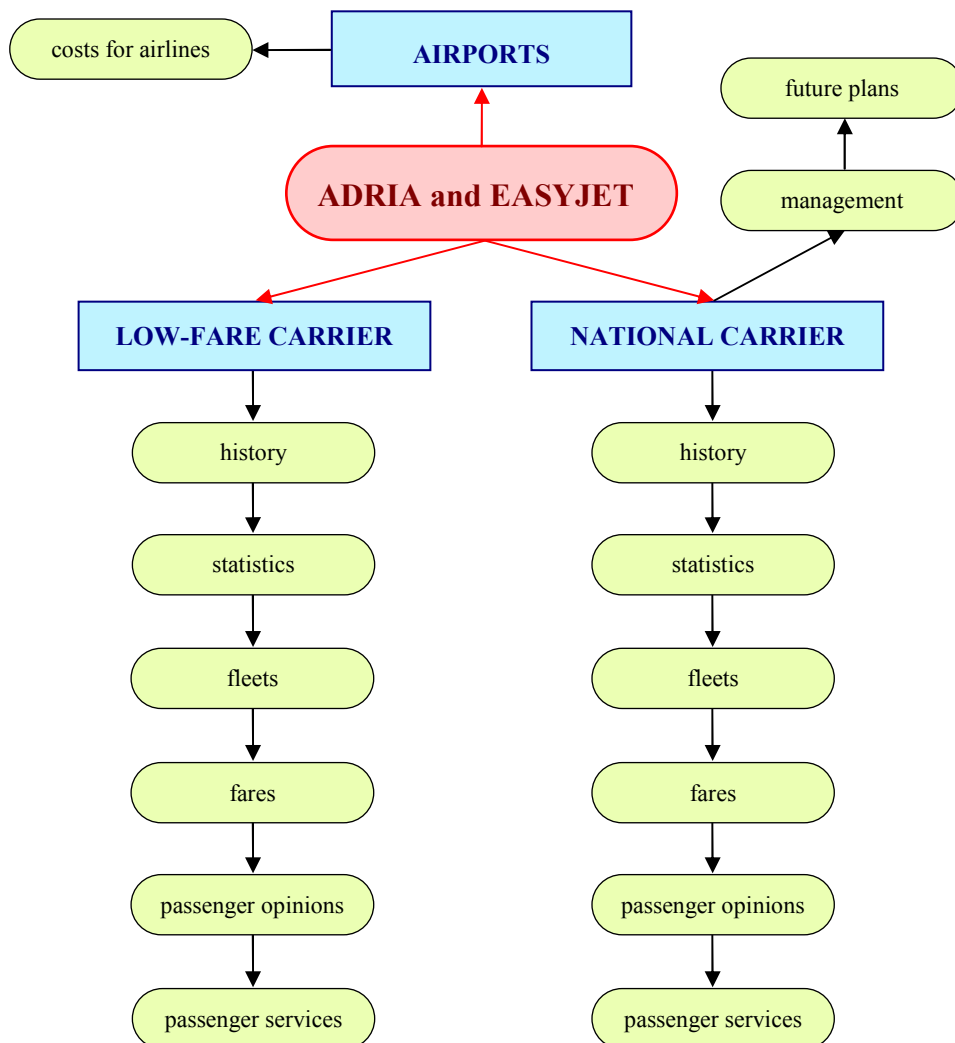 costs for airlines
AIRPORTS
future plans
ADRIA and EASYJET
management
LOW-FARE CARRIER
NATIONAL CARRIER
history
history
statistics
statistics
fleets
fleets
fares
fares
passenger opinions
passenger opinions
passenger services
passenger services